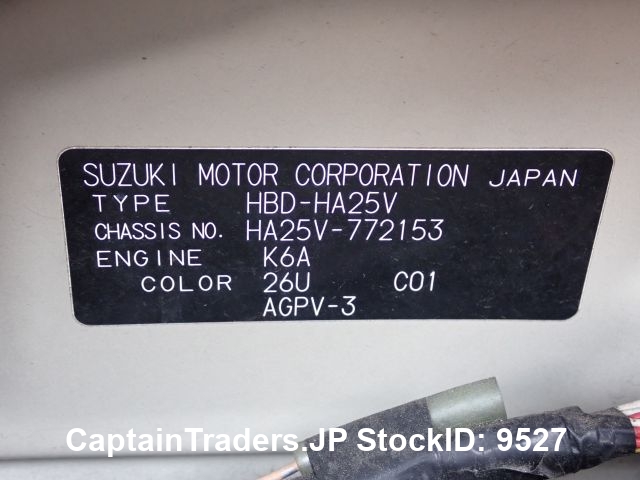 SUZUKI MOTOR CORPORATION JAPAN
TYPE HBD-HA25V
CHASSIS NO. HA25V-772153
ENGINE K6A
COLOR 26U C01
AGPV-3
CaptainTraders.JP StockID: 9527